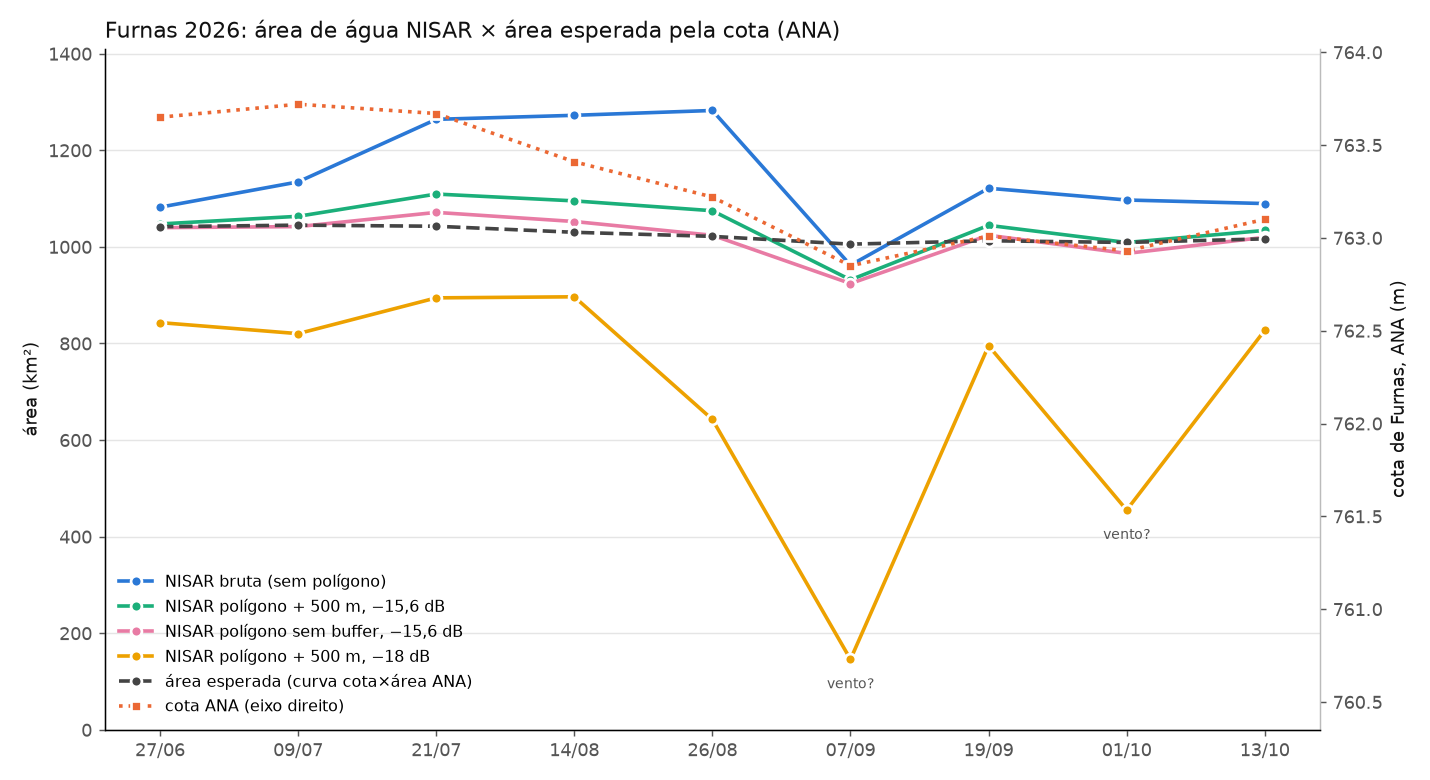 Furnas 2026: área de água NISAR × área esperada pela cota (ANA)
1400
1200
1000
800
600
400
200
0
área (km²)
764.0
763.5
763.0
762.5
762.0
761.5
761.0
760.5
cota de Furnas, ANA (m)
vento?
vento?
NISAR bruta (sem polígono)
NISAR polígono + 500 m, −15,6 dB
NISAR polígono sem buffer, −15,6 dB
NISAR polígono + 500 m, −18 dB
área esperada (curva cota×área ANA)
cota ANA (eixo direito)
27/06
09/07
21/07
14/08
26/08
07/09
19/09
01/10
13/10